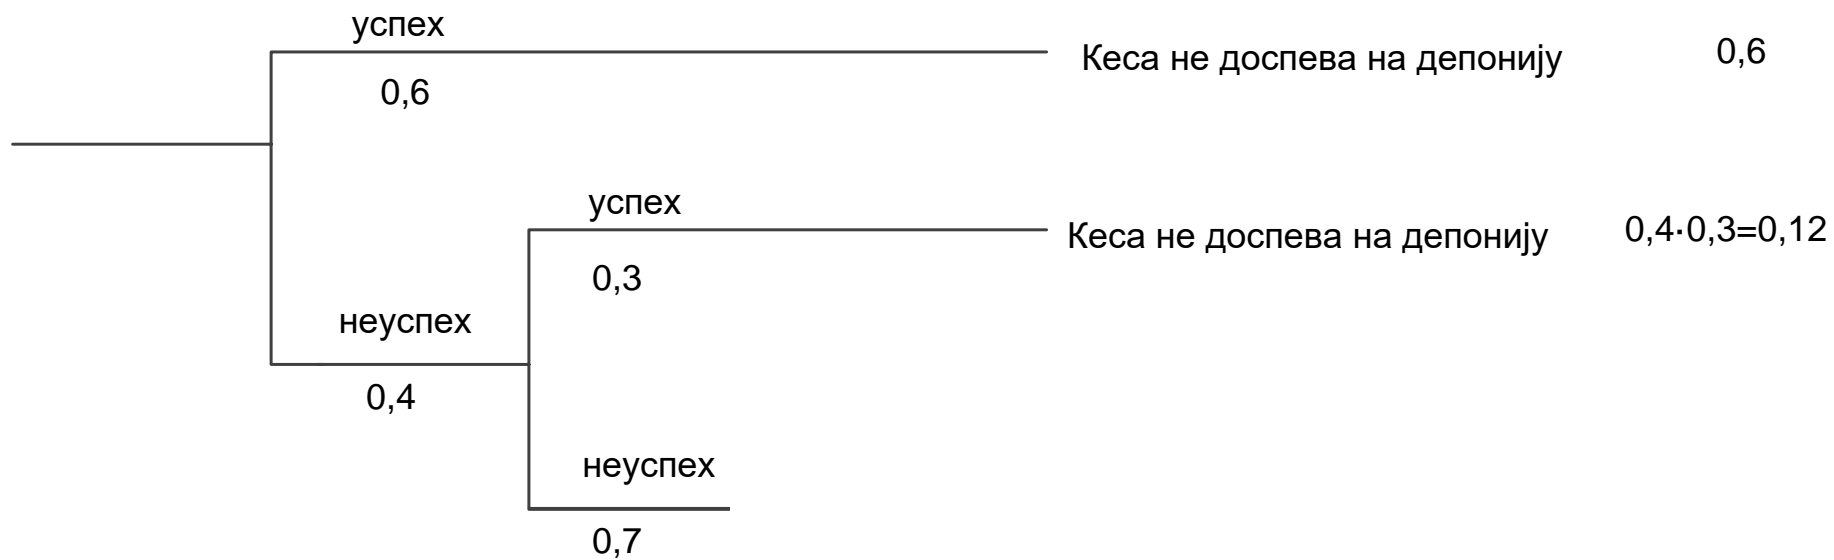 успех
Кеса не доспева на депонију 0,6
0,6
успех
Кеса не доспева на депонију 0,4·0,3=0,12
0,3
неуспех
0,4
неуспех
0,7